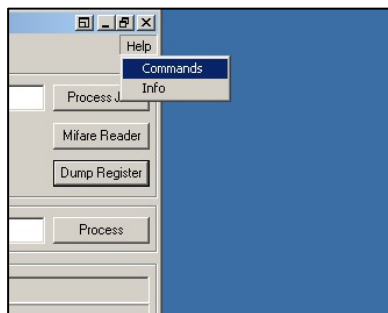 Help
Commands
Info
Process J
Mifare Reader
Dump Register
Process